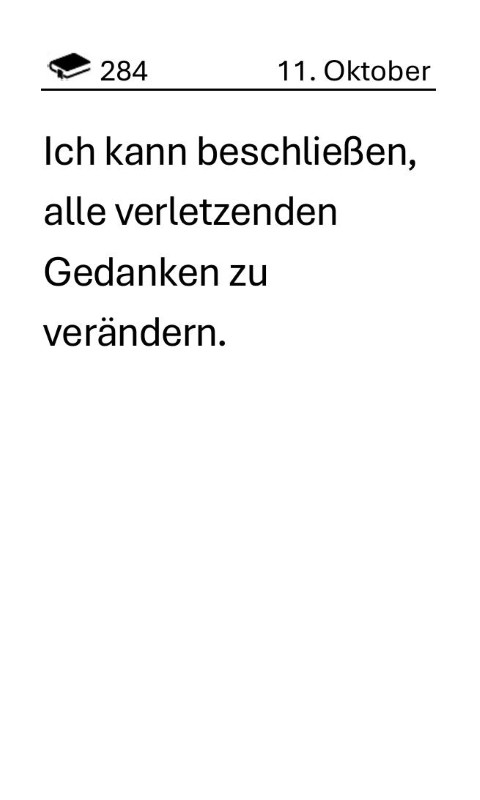 284 11. Oktober
Ich kann beschließen,
alle verletzenden
Gedanken zu
verändern.